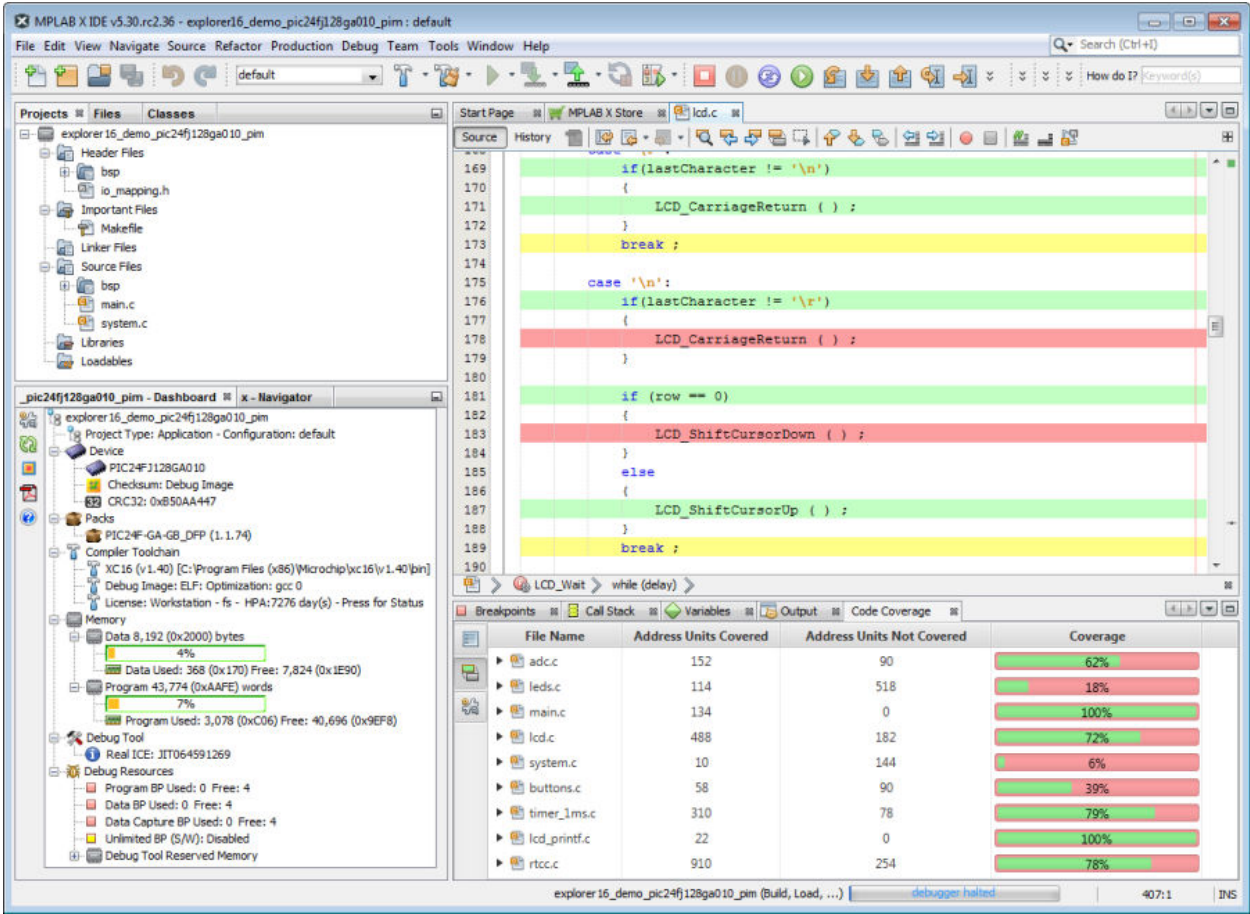 MPLAB X IDE v5.30.rc2.36 - explorer16_demo_pic24fj128ga010_pim : default
File Edit View Navigate Source Refactor Production Debug Team Tools Window Help
Search (Ctrl+I)
default
How do I? Keyword(s)
Projects Files Classes
explorer16_demo_pic24fj128ga010_pim
Header Files
bsp
io_mapping.h
Important Files
Makefile
Linker Files
Source Files
bsp
main.c
system.c
Libraries
Loadables
_pic24fj128ga010_pim - Dashboard x - Navigator
explorer16_demo_pic24fj128ga010_pim
Project Type: Application - Configuration: default
Device
PIC24FJ128GA010
Checksum: Debug Image
32 CRC32: 0xB50AA447
Packs
PIC24F-GA-GB_DFP (1.1.74)
Compiler Toolchain
XC16 (v1.40) [C:\Program Files (x86)\Microchip\xc16\v1.40\bin]
Debug Image: ELF: Optimization: gcc 0
License: Workstation - fs - HPA:7276 day(s) - Press for Status
Memory
Data 8,192 (0x2000) bytes
4%
Data Used: 368 (0x170) Free: 7,824 (0x1E90)
Program 43,774 (0xAAFE) words
7%
Program Used: 3,078 (0xC06) Free: 40,696 (0x9EF8)
Debug Tool
Real ICE: JIT064591269
Debug Resources
Program BP Used: 0 Free: 4
Data BP Used: 0 Free: 4
Data Capture BP Used: 0 Free: 4
Unlimited BP (S/W): Disabled
Debug Tool Reserved Memory
Start Page MPLAB X Store lcd.c
Source History
169 if(lastCharacter != '\n')
170 {
171 LCD_CarriageReturn ( ) ;
172 }
173 break ;
174
175 case '\n':
176 if(lastCharacter != '\r')
177 {
178 LCD_CarriageReturn ( ) ;
179 }
180
181 if (row == 0)
182 {
183 LCD_ShiftCursorDown ( ) ;
184 }
185 else
186 {
187 LCD_ShiftCursorUp ( ) ;
188 }
189 break ;
190
LCD_Wait while (delay)
Breakpoints Call Stack Variables Output Code Coverage
File Name Address Units Covered Address Units Not Covered Coverage
adc.c 152 90 62%
leds.c 114 518 18%
main.c 134 0 100%
lcd.c 488 182 72%
system.c 10 144 6%
buttons.c 58 90 39%
timer_1ms.c 310 78 79%
lcd_printf.c 22 0 100%
rtcc.c 910 254 78%
explorer16_demo_pic24fj128ga010_pim (Build, Load, ...) debugger halted 407:1 INS